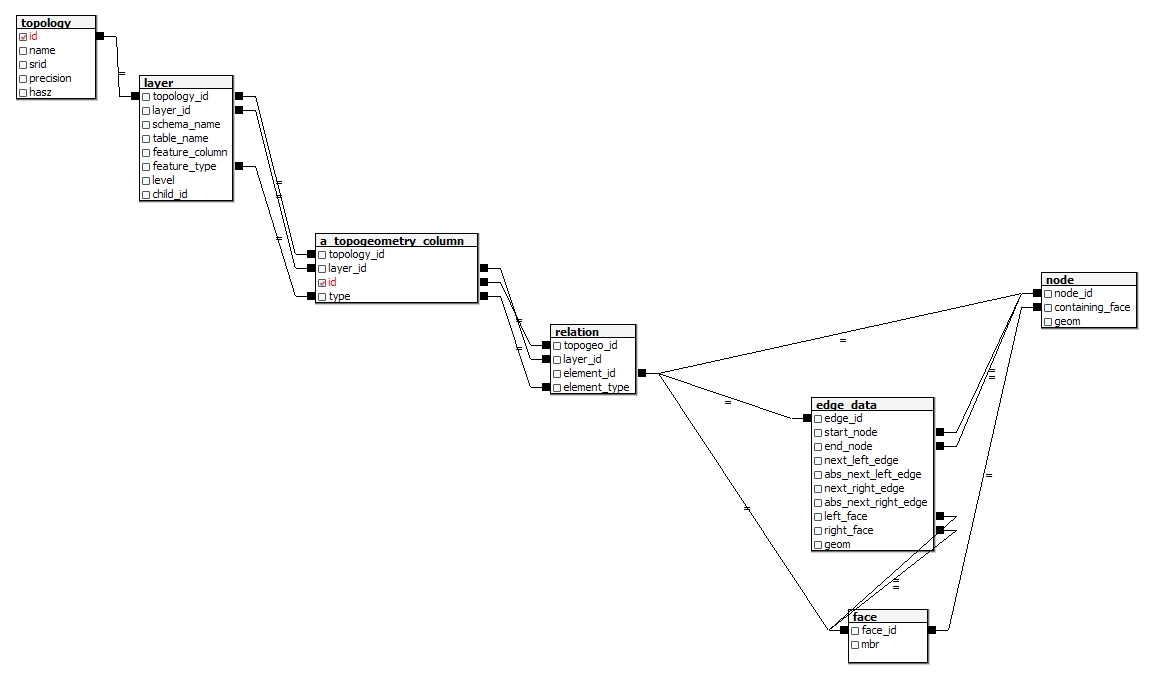 topology
id
name
srid
precision
hasz
layer
topology_id
layer_id
schema_name
table_name
feature_column
feature_type
level
child_id
a_topogeometry_column
topology_id
layer_id
id
type
relation
topogeo_id
layer_id
element_id
element_type
node
node_id
containing_face
geom
edge_data
edge_id
start_node
end_node
next_left_edge
abs_next_left_edge
next_right_edge
abs_next_right_edge
left_face
right_face
geom
face
face_id
mbr